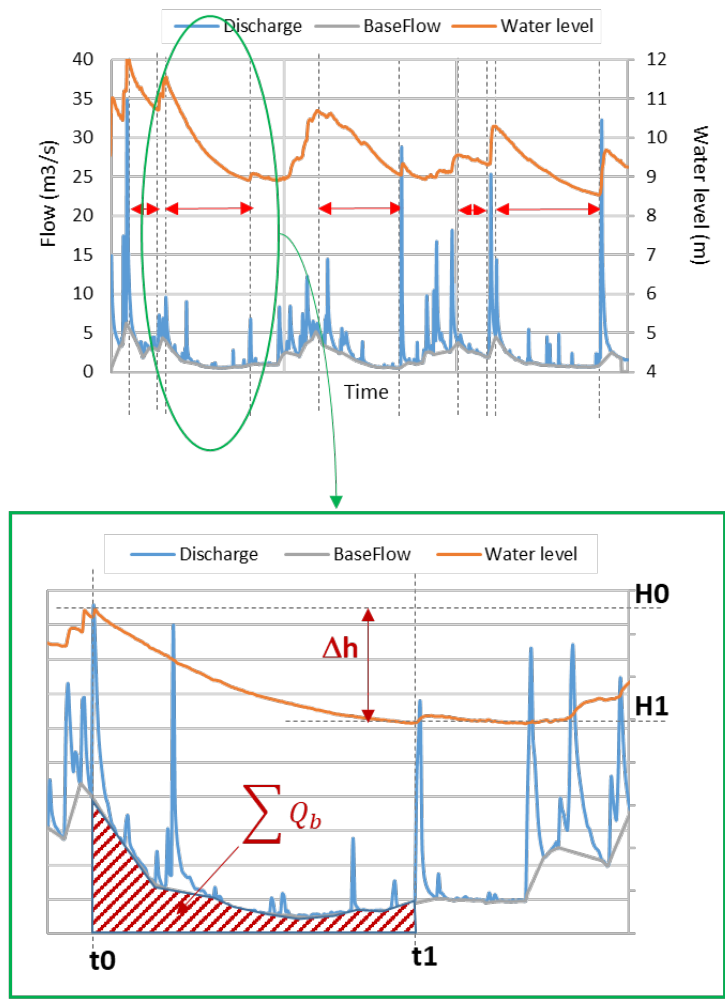 Discharge BaseFlow Water level
40 12
35 11
30 10
25 9
20 8
15 7
10 6
5 5
0 4
Flow (m3/s)
Water level (m)
Time
Discharge BaseFlow Water level
H0
Δh
H1
∑ Qb
t0 t1